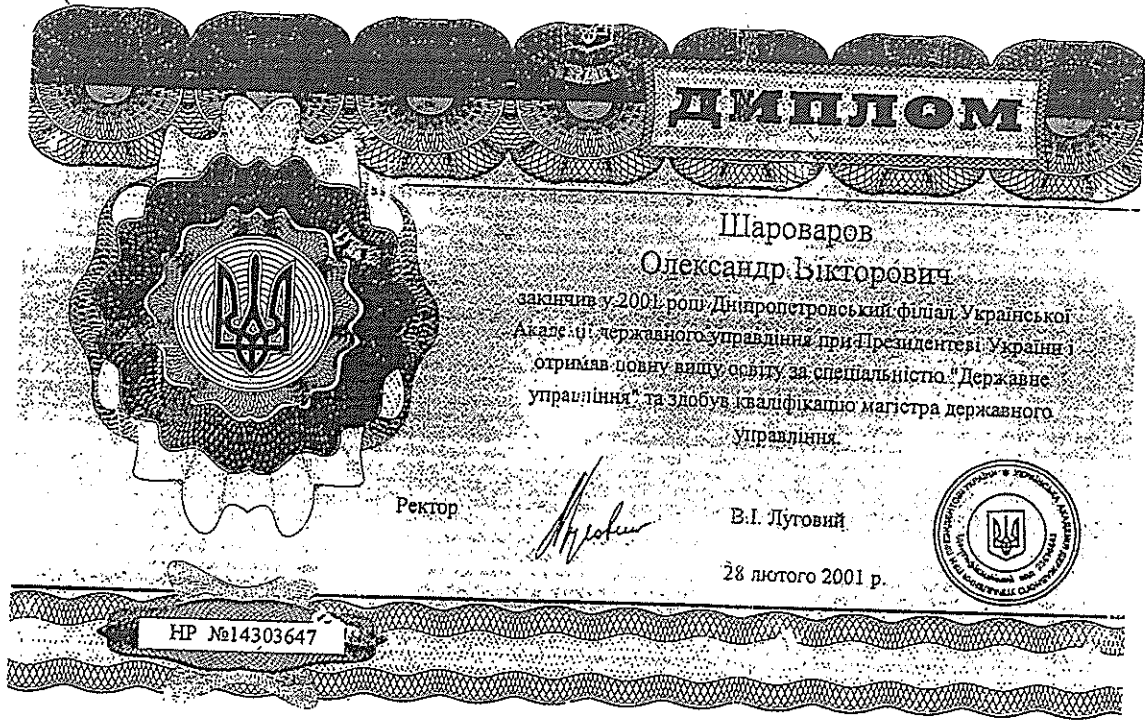 ДИПЛОМ
Шароваров
Олександр Вікторович
закінчив у 2001 році Дніпропетровський філіал Української
Академії державного управління при Президентові України і
отримав повну вищу освіту за спеціальністю "Державне
управління" та здобув кваліфікацію магістра державного
управління.
Ректор
В.І. Луговий
28 лютого 2001 р.
НР №14303647